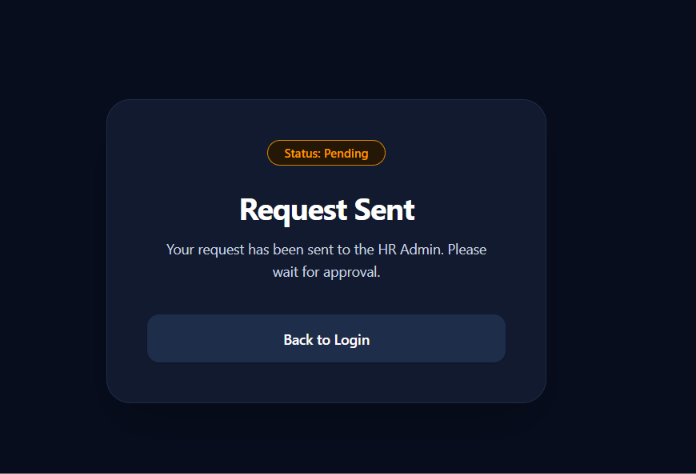 Status: Pending
Request Sent
Your request has been sent to the HR Admin. Please
wait for approval.
Back to Login